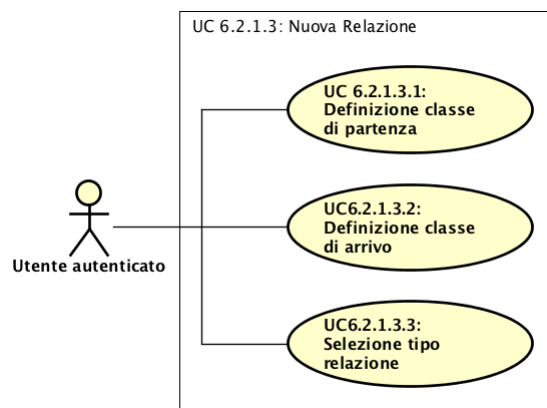 UC 6.2.1.3: Nuova Relazione
UC 6.2.1.3.1:
Definizione classe
di partenza
UC6.2.1.3.2:
Definizione classe
di arrivo
Utente autenticato
UC6.2.1.3.3:
Selezione tipo
relazione